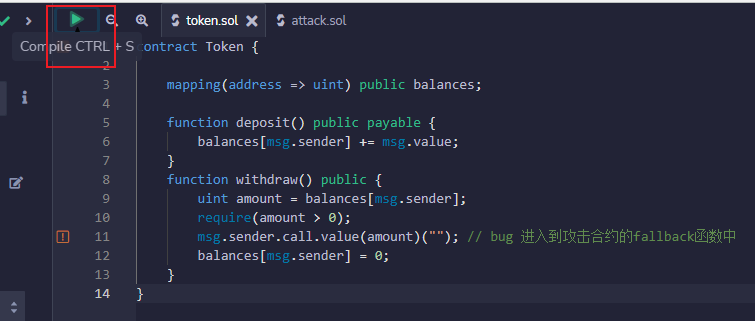 token.sol attack.sol
Compile CTRL + S
contract Token {
2
3 mapping(address => uint) public balances;
4
5 function deposit() public payable {
6 balances[msg.sender] += msg.value;
7 }
8 function withdraw() public {
9 uint amount = balances[msg.sender];
10 require(amount > 0);
11 msg.sender.call.value(amount)(""); // bug 进入到攻击合约的fallback函数中
12 balances[msg.sender] = 0;
13 }
14 }